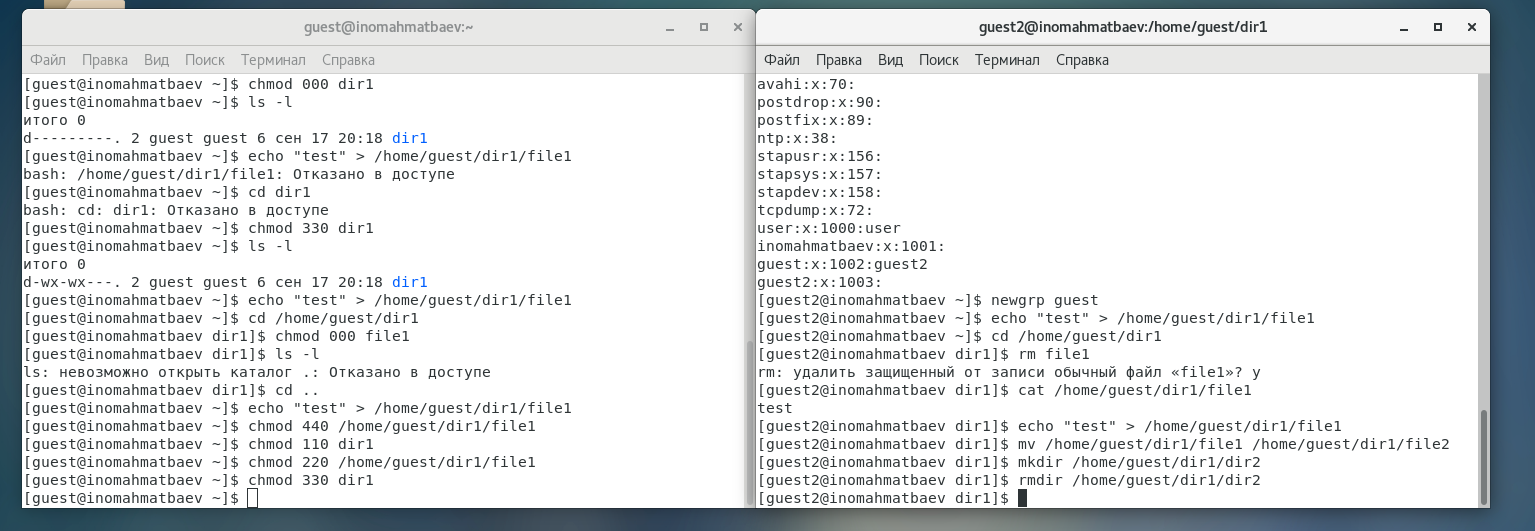 guest@inomahmatbaev:~
Файл Правка Вид Поиск Терминал Справка
[guest@inomahmatbaev ~]$ chmod 000 dir1
[guest@inomahmatbaev ~]$ ls -l
итого 0
d---------. 2 guest guest 6 сен 17 20:18 dir1
[guest@inomahmatbaev ~]$ echo "test" > /home/guest/dir1/file1
bash: /home/guest/dir1/file1: Отказано в доступе
[guest@inomahmatbaev ~]$ cd dir1
bash: cd: dir1: Отказано в доступе
[guest@inomahmatbaev ~]$ chmod 330 dir1
[guest@inomahmatbaev ~]$ ls -l
итого 0
d-wx-wx---. 2 guest guest 6 сен 17 20:18 dir1
[guest@inomahmatbaev ~]$ echo "test" > /home/guest/dir1/file1
[guest@inomahmatbaev ~]$ cd /home/guest/dir1
[guest@inomahmatbaev dir1]$ chmod 000 file1
[guest@inomahmatbaev dir1]$ ls -l
ls: невозможно открыть каталог .: Отказано в доступе
[guest@inomahmatbaev dir1]$ cd ..
[guest@inomahmatbaev ~]$ echo "test" > /home/guest/dir1/file1
[guest@inomahmatbaev ~]$ chmod 440 /home/guest/dir1/file1
[guest@inomahmatbaev ~]$ chmod 110 dir1
[guest@inomahmatbaev ~]$ chmod 220 /home/guest/dir1/file1
[guest@inomahmatbaev ~]$ chmod 330 dir1
[guest@inomahmatbaev ~]$
guest2@inomahmatbaev:/home/guest/dir1
Файл Правка Вид Поиск Терминал Справка
avahi:x:70:
postdrop:x:90:
postfix:x:89:
ntp:x:38:
stapusr:x:156:
stapsys:x:157:
stapdev:x:158:
tcpdump:x:72:
user:x:1000:user
inomahmatbaev:x:1001:
guest:x:1002:guest2
guest2:x:1003:
[guest2@inomahmatbaev ~]$ newgrp guest
[guest2@inomahmatbaev ~]$ echo "test" > /home/guest/dir1/file1
[guest2@inomahmatbaev ~]$ cd /home/guest/dir1
[guest2@inomahmatbaev dir1]$ rm file1
rm: удалить защищенный от записи обычный файл «file1»? y
[guest2@inomahmatbaev dir1]$ cat /home/guest/dir1/file1
test
[guest2@inomahmatbaev dir1]$ echo "test" > /home/guest/dir1/file1
[guest2@inomahmatbaev dir1]$ mv /home/guest/dir1/file1 /home/guest/dir1/file2
[guest2@inomahmatbaev dir1]$ mkdir /home/guest/dir1/dir2
[guest2@inomahmatbaev dir1]$ rmdir /home/guest/dir1/dir2
[guest2@inomahmatbaev dir1]$